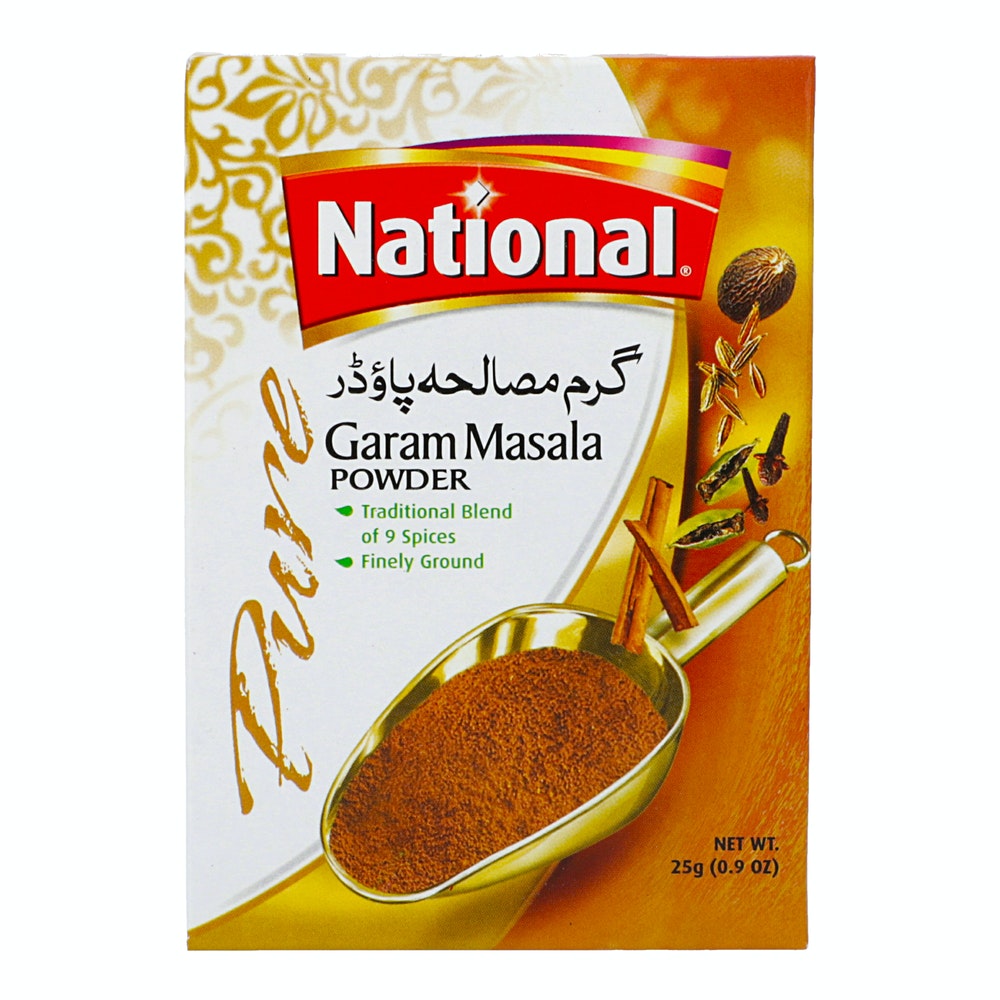 National®
گرم مصالحہ پاؤڈر
Garam Masala
POWDER
Traditional Blend
of 9 Spices
Finely Ground
Pure
NET WT.
25g (0.9 OZ)